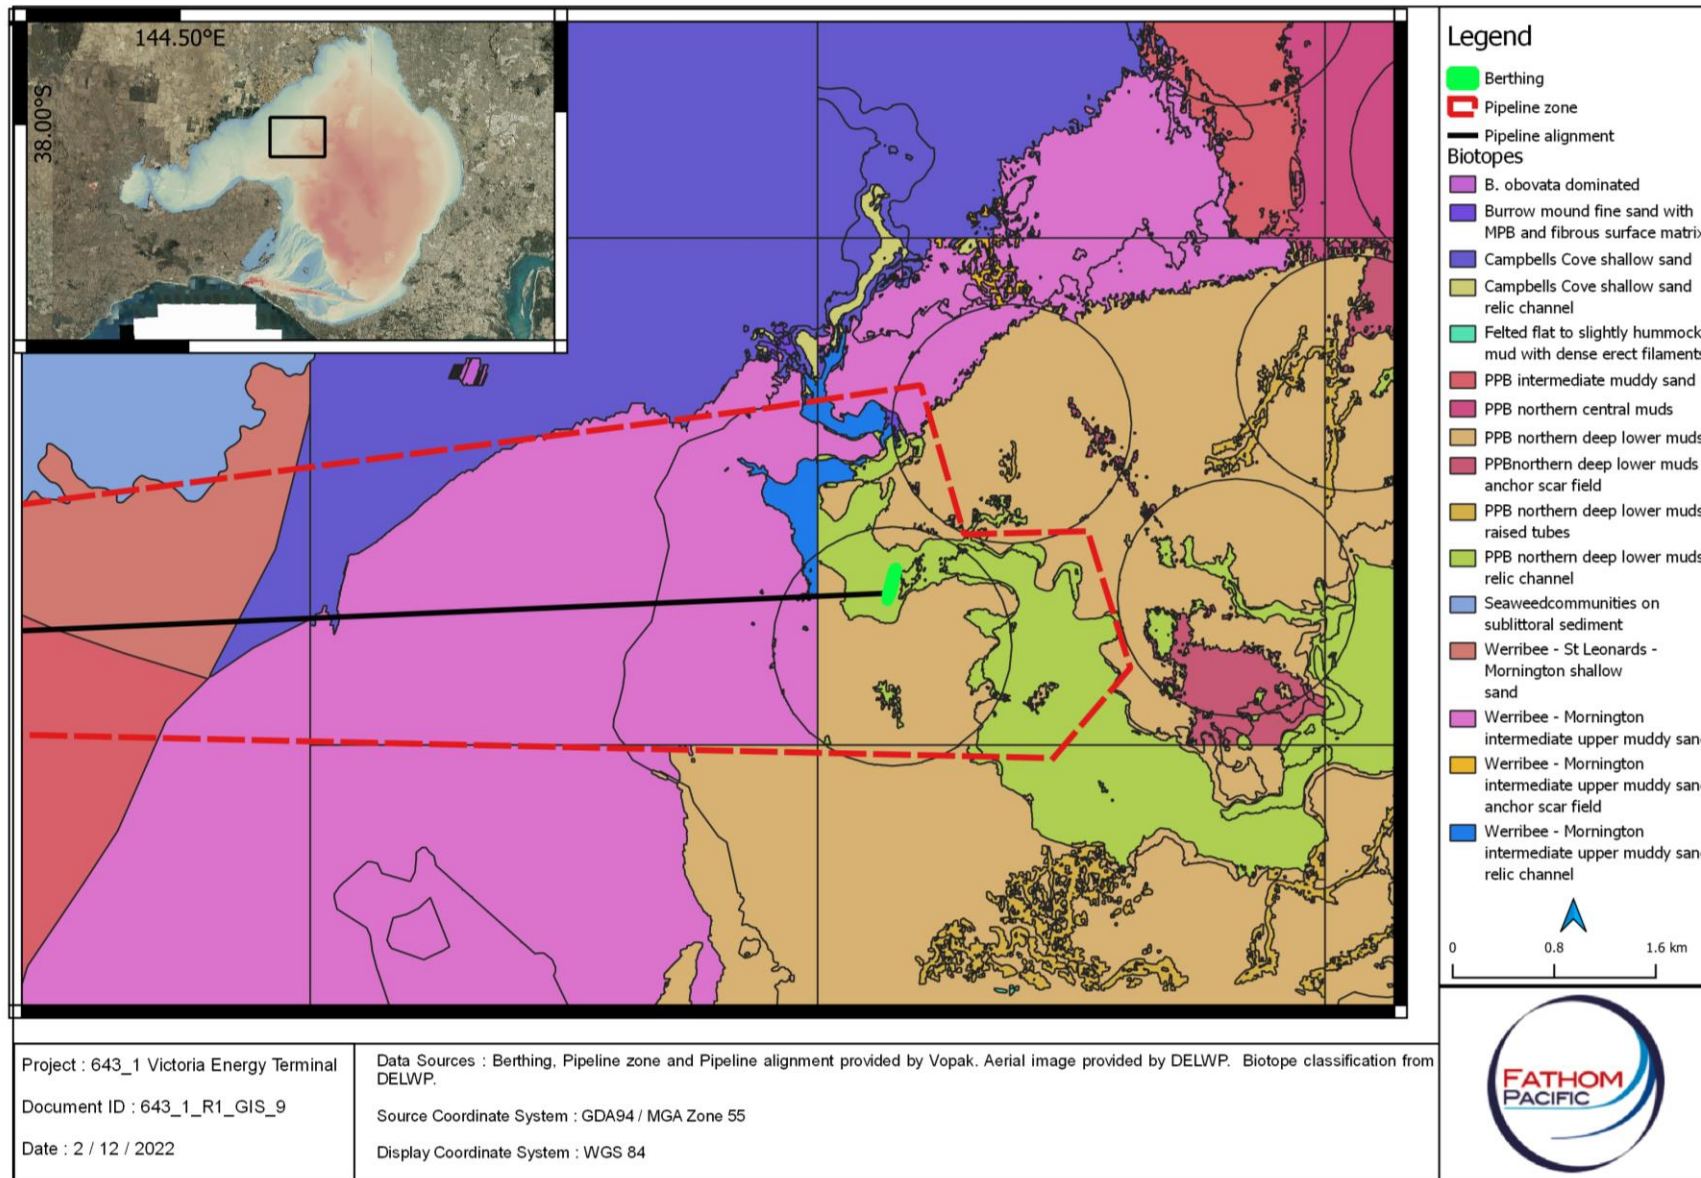 144.50°E
38.00°S
Legend
Berthing
Pipeline zone
Pipeline alignment
Biotopes
B. obovata dominated
Burrow mound fine sand with
MPB and fibrous surface matrix
Campbells Cove shallow sand
Campbells Cove shallow sand
relic channel
Felted flat to slightly hummock
mud with dense erect filaments
PPB intermediate muddy sand
PPB northern central muds
PPB northern deep lower muds
PPBnorthern deep lower muds
anchor scar field
PPB northern deep lower muds
raised tubes
PPB northern deep lower muds
relic channel
Seaweedcommunities on
sublittoral sediment
Werribee - St Leonards -
Mornington shallow
sand
Werribee - Mornington
intermediate upper muddy san
Werribee - Mornington
intermediate upper muddy san
anchor scar field
Werribee - Mornington
intermediate upper muddy san
relic channel
0 0.8 1.6 km
FATHOM
PACIFIC
Project : 643_1 Victoria Energy Terminal
Document ID : 643_1_R1_GIS_9
Date : 2 / 12 / 2022
Data Sources : Berthing, Pipeline zone and Pipeline alignment provided by Vopak. Aerial image provided by DELWP. Biotope classification from
DELWP.
Source Coordinate System : GDA94 / MGA Zone 55
Display Coordinate System : WGS 84